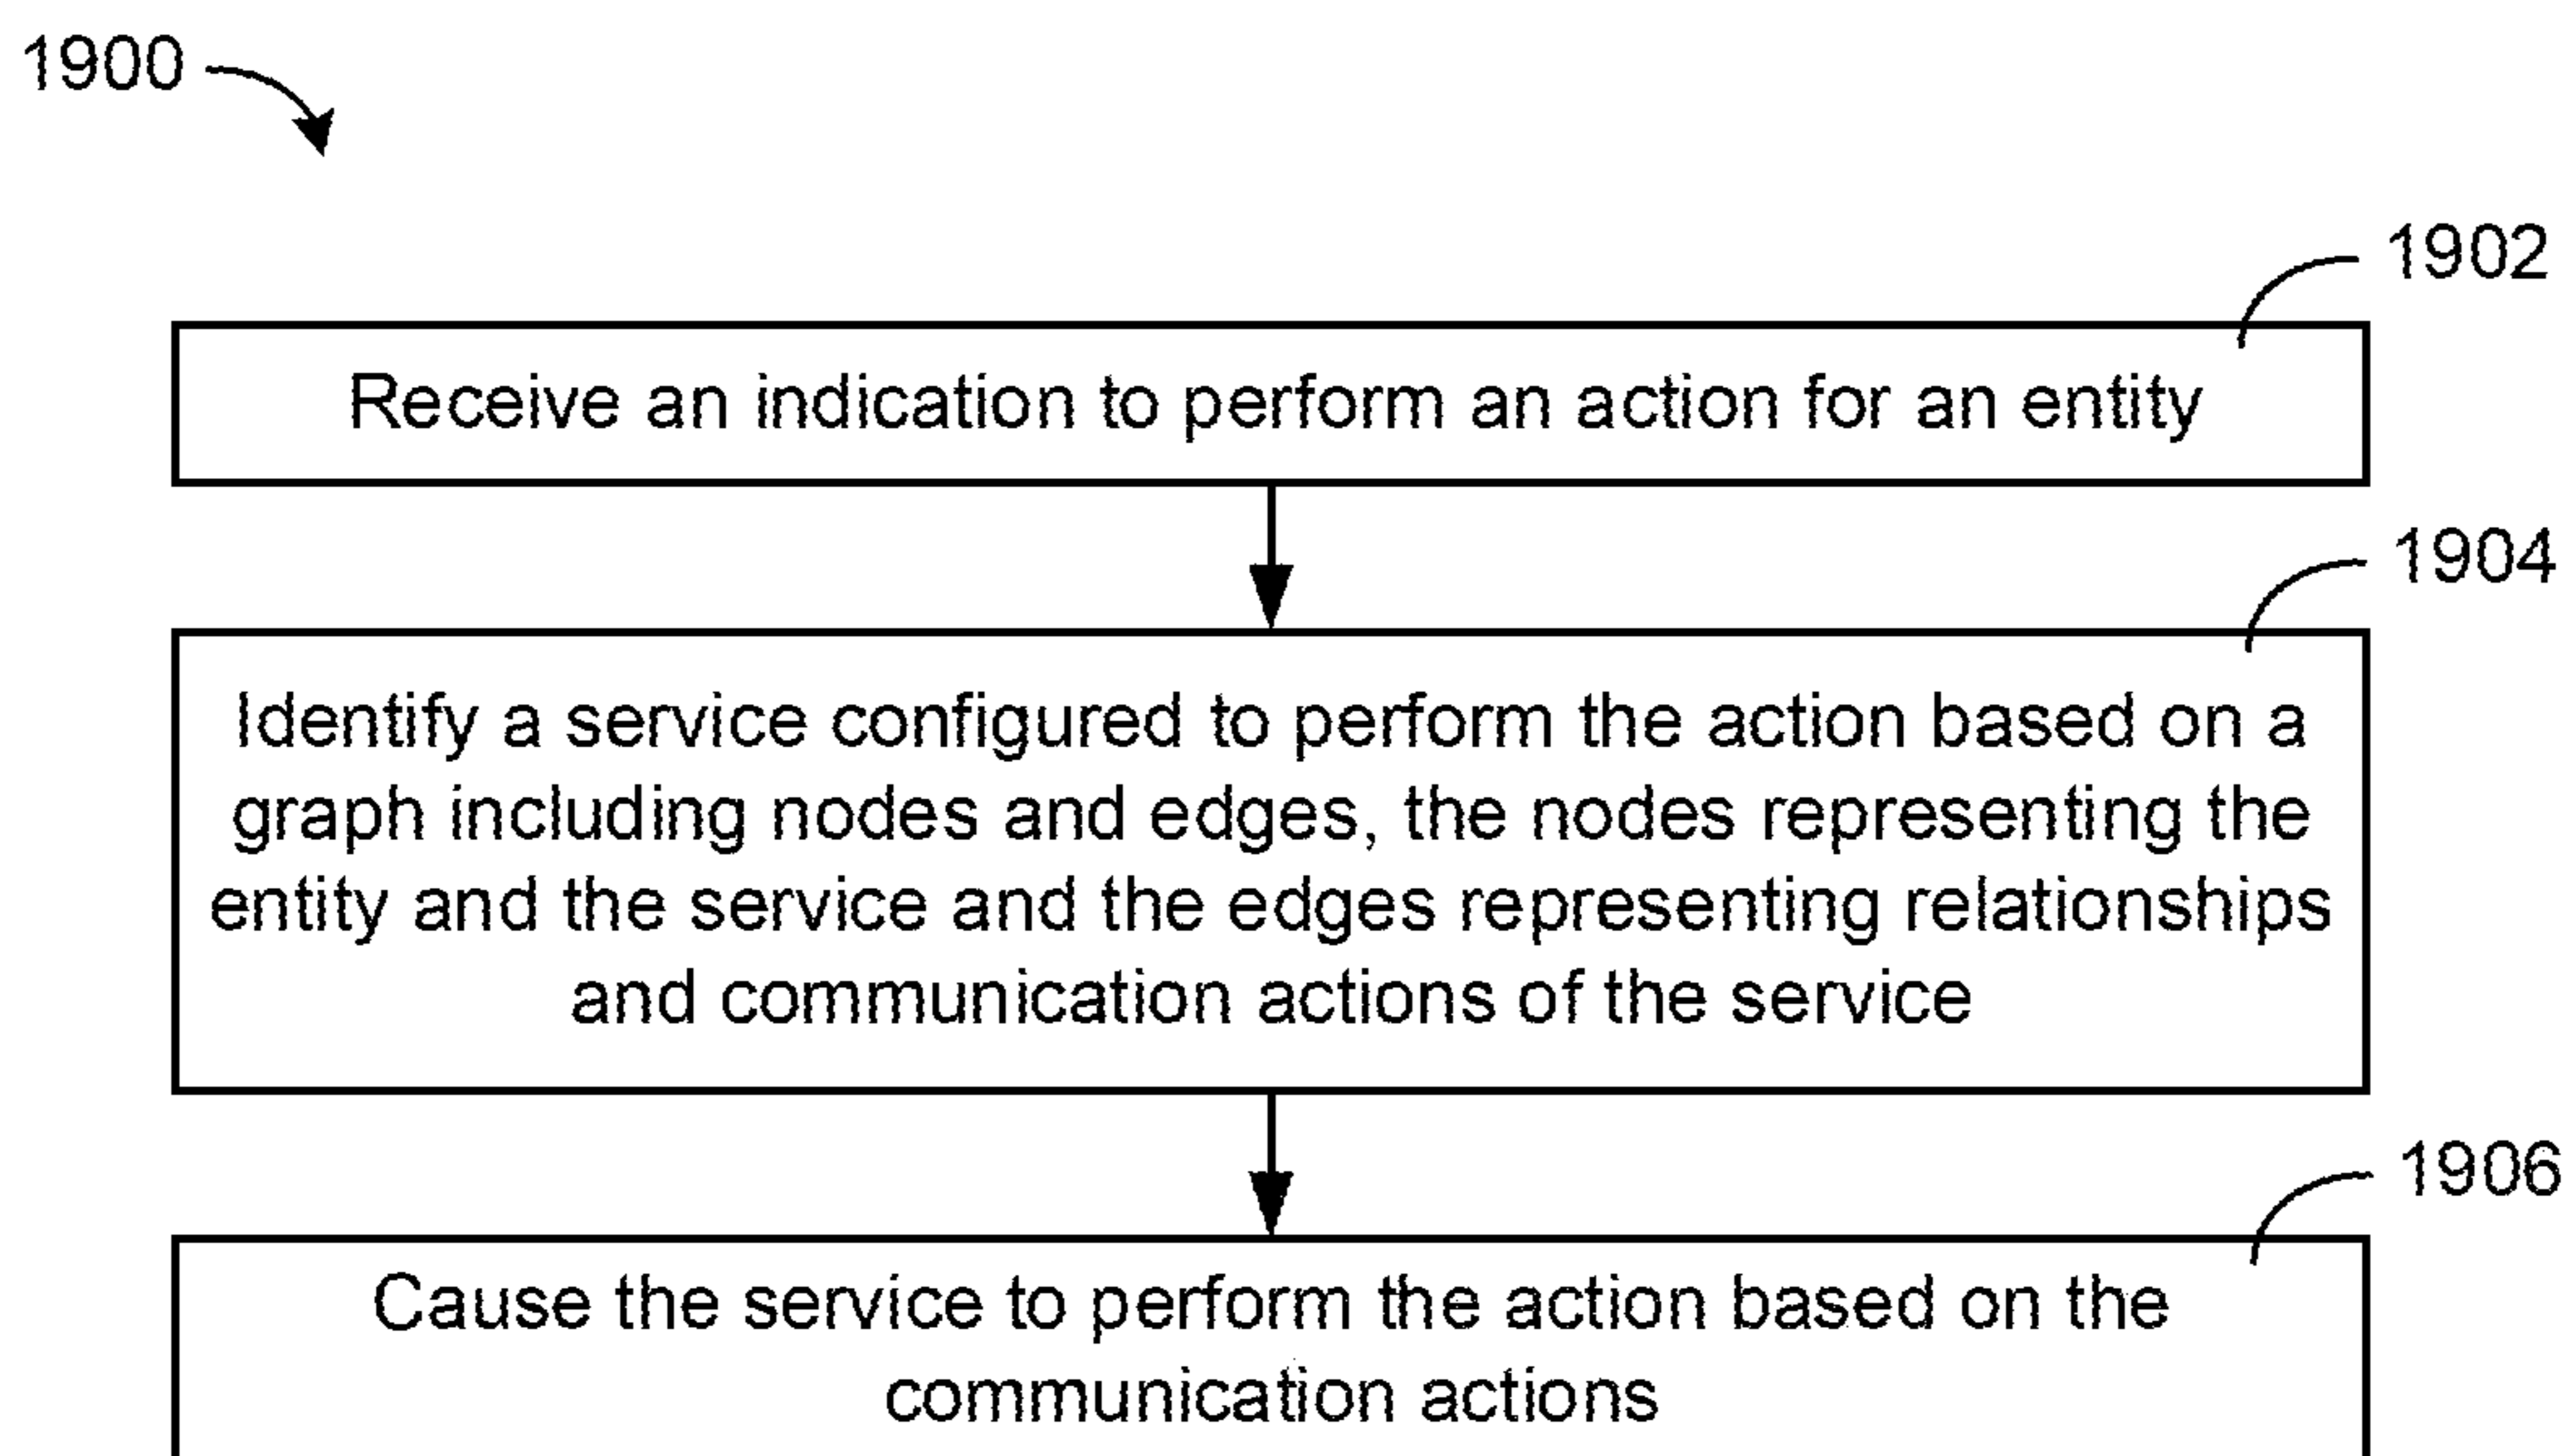 1900
1902
Receive an indication to perform an action for an entity
1904
Identify a service configured to perform the action based on a
graph including nodes and edges, the nodes representing the
entity and the service and the edges representing relationships
and communication actions of the service
1906
Cause the service to perform the action based on the
communication actions